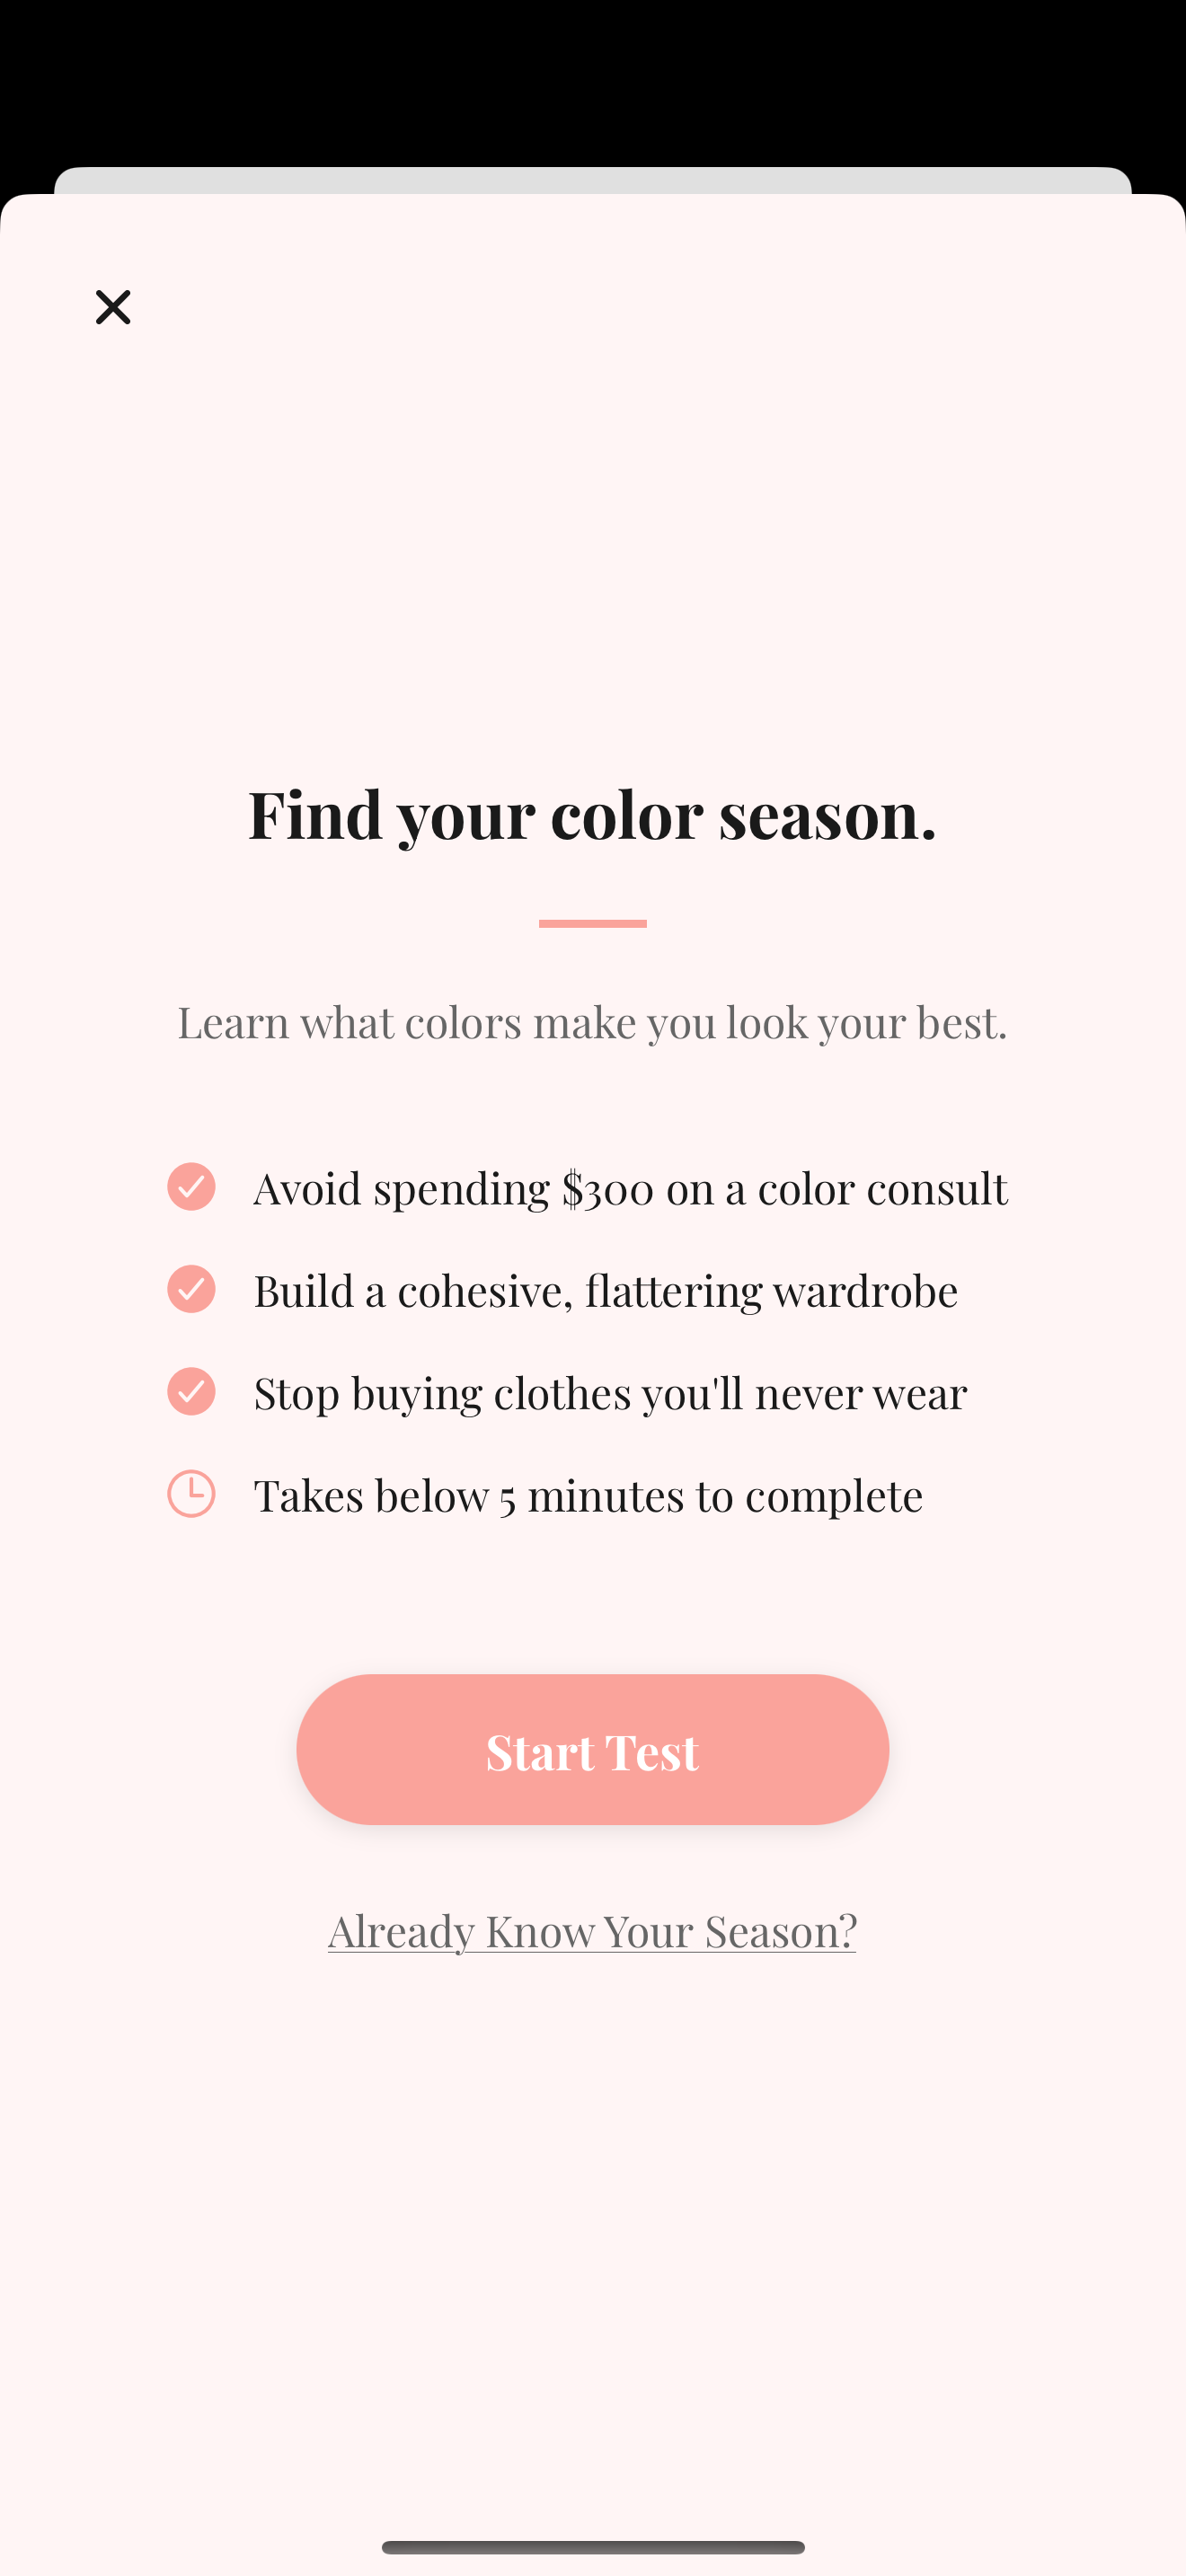 Find your color season.
Learn what colors make you look your best.
Avoid spending $300 on a color consult
Build a cohesive, flattering wardrobe
Stop buying clothes you'll never wear
Takes below 5 minutes to complete
Start Test
Already Know Your Season?